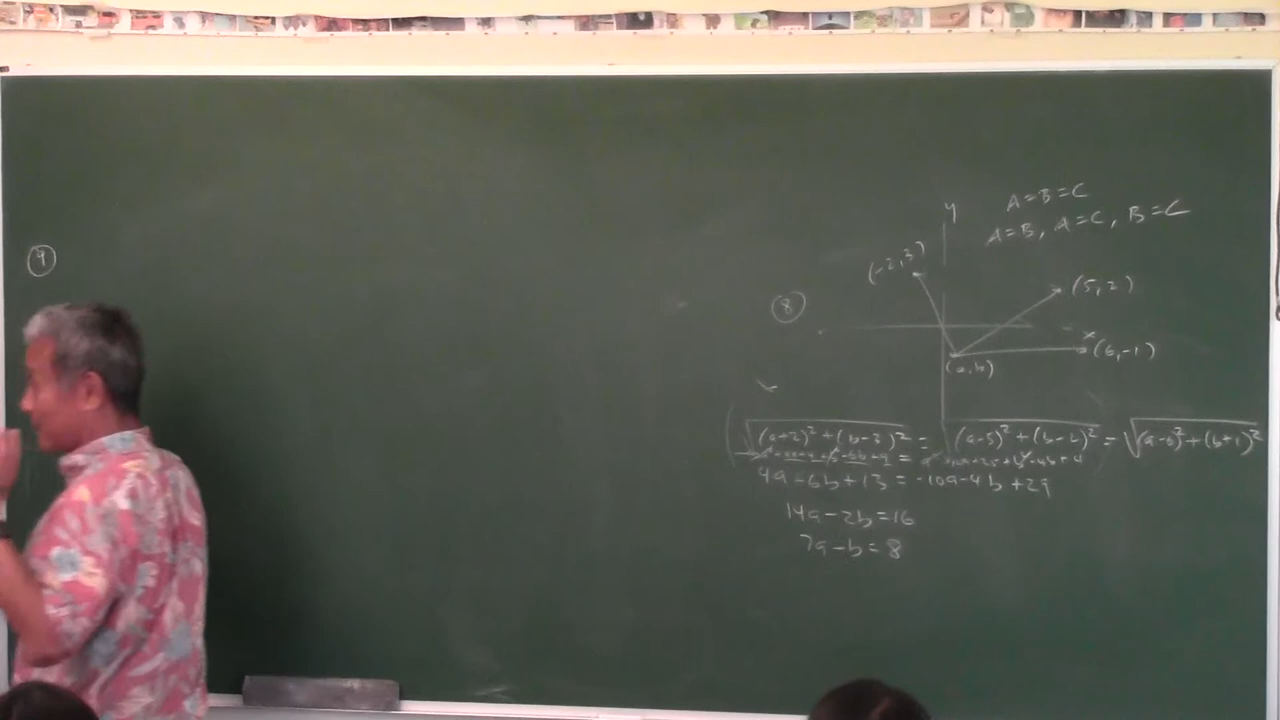 ⑨
A=B=C
A=B, A=C, B=C
y
(-2,3)
(5,2)
⑧
x
(6,-1)
(a,b)
√(a+2)²+(b-3)² = √(a-5)²+(b-2)² = √(a-6)²+(b+1)²
4a-6b+13=-10a-4b+29
14a-2b=16
7a-b=8